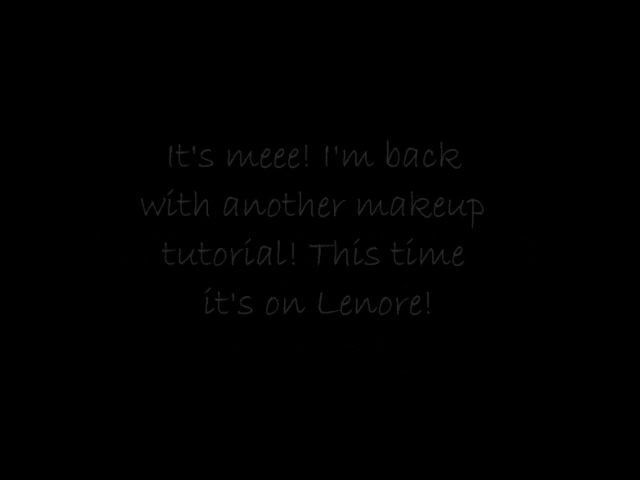 It's meee! I'm back
with another makeup
tutorial! This time
it's on Lenore!